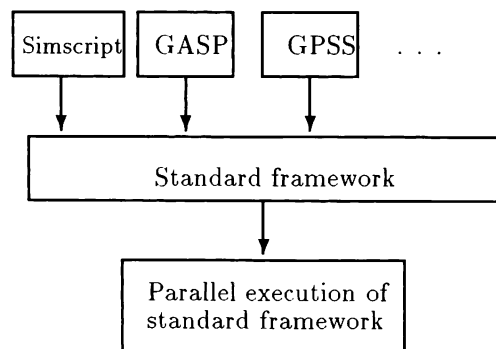 Simscript GASP GPSS . . .
Standard framework
Parallel execution of
standard framework